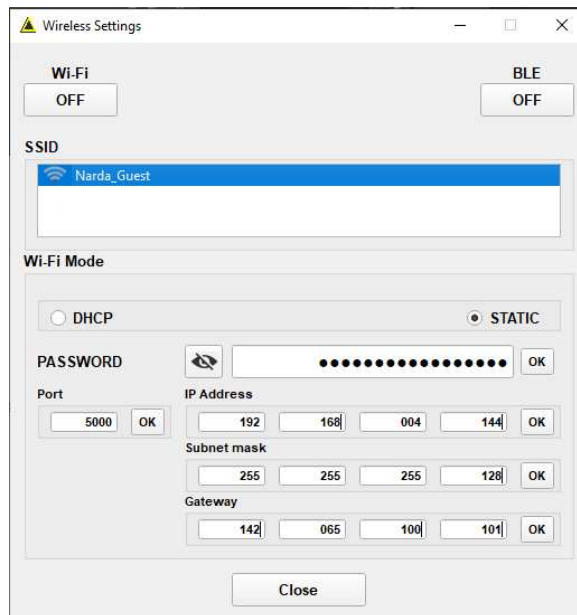 Wireless Settings
Wi-Fi BLE
OFF OFF
SSID
Narda_Guest
Wi-Fi Mode
DHCP STATIC
PASSWORD ●●●●●●●●●●●●●●●●● OK
Port IP Address
5000 OK 192 168 004 144 OK
Subnet mask
255 255 255 128 OK
Gateway
142 065 100 101 OK
Close